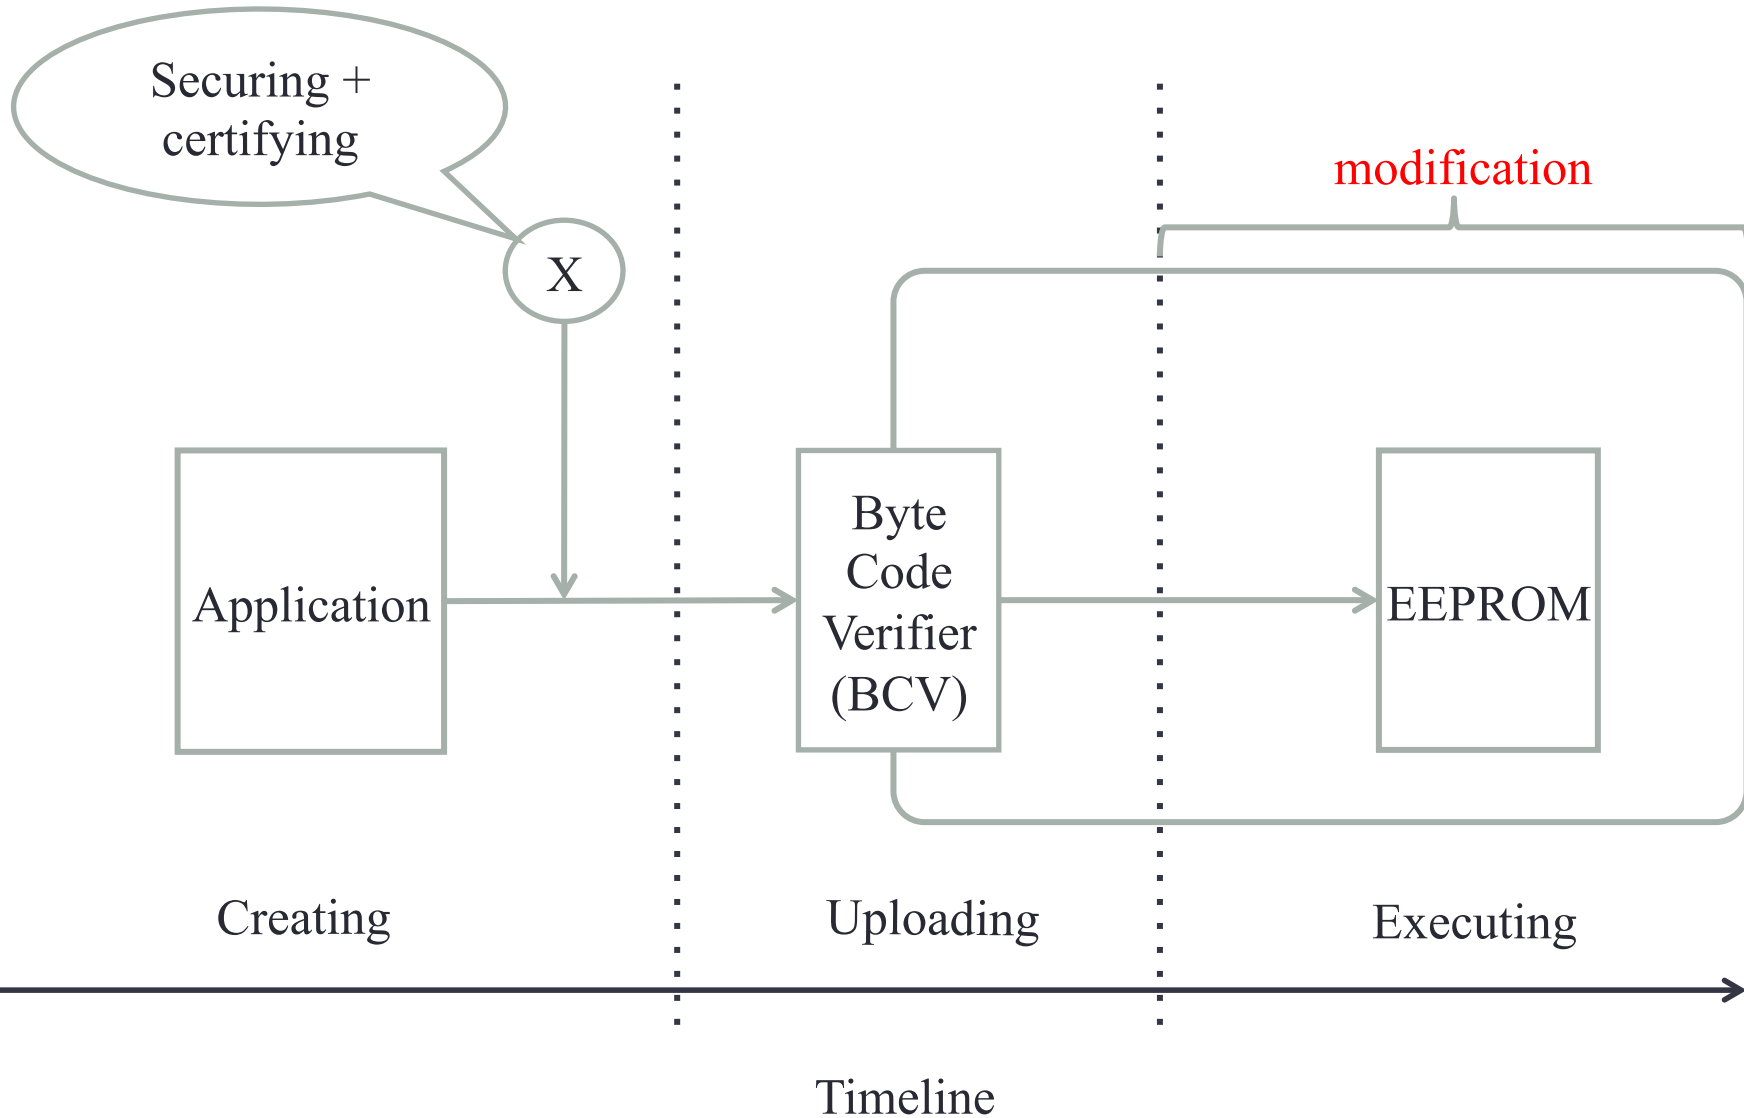 Securing +
certifying
modification
X
Application
Byte
Code
Verifier
(BCV)
EEPROM
Creating
Uploading
Executing
Timeline